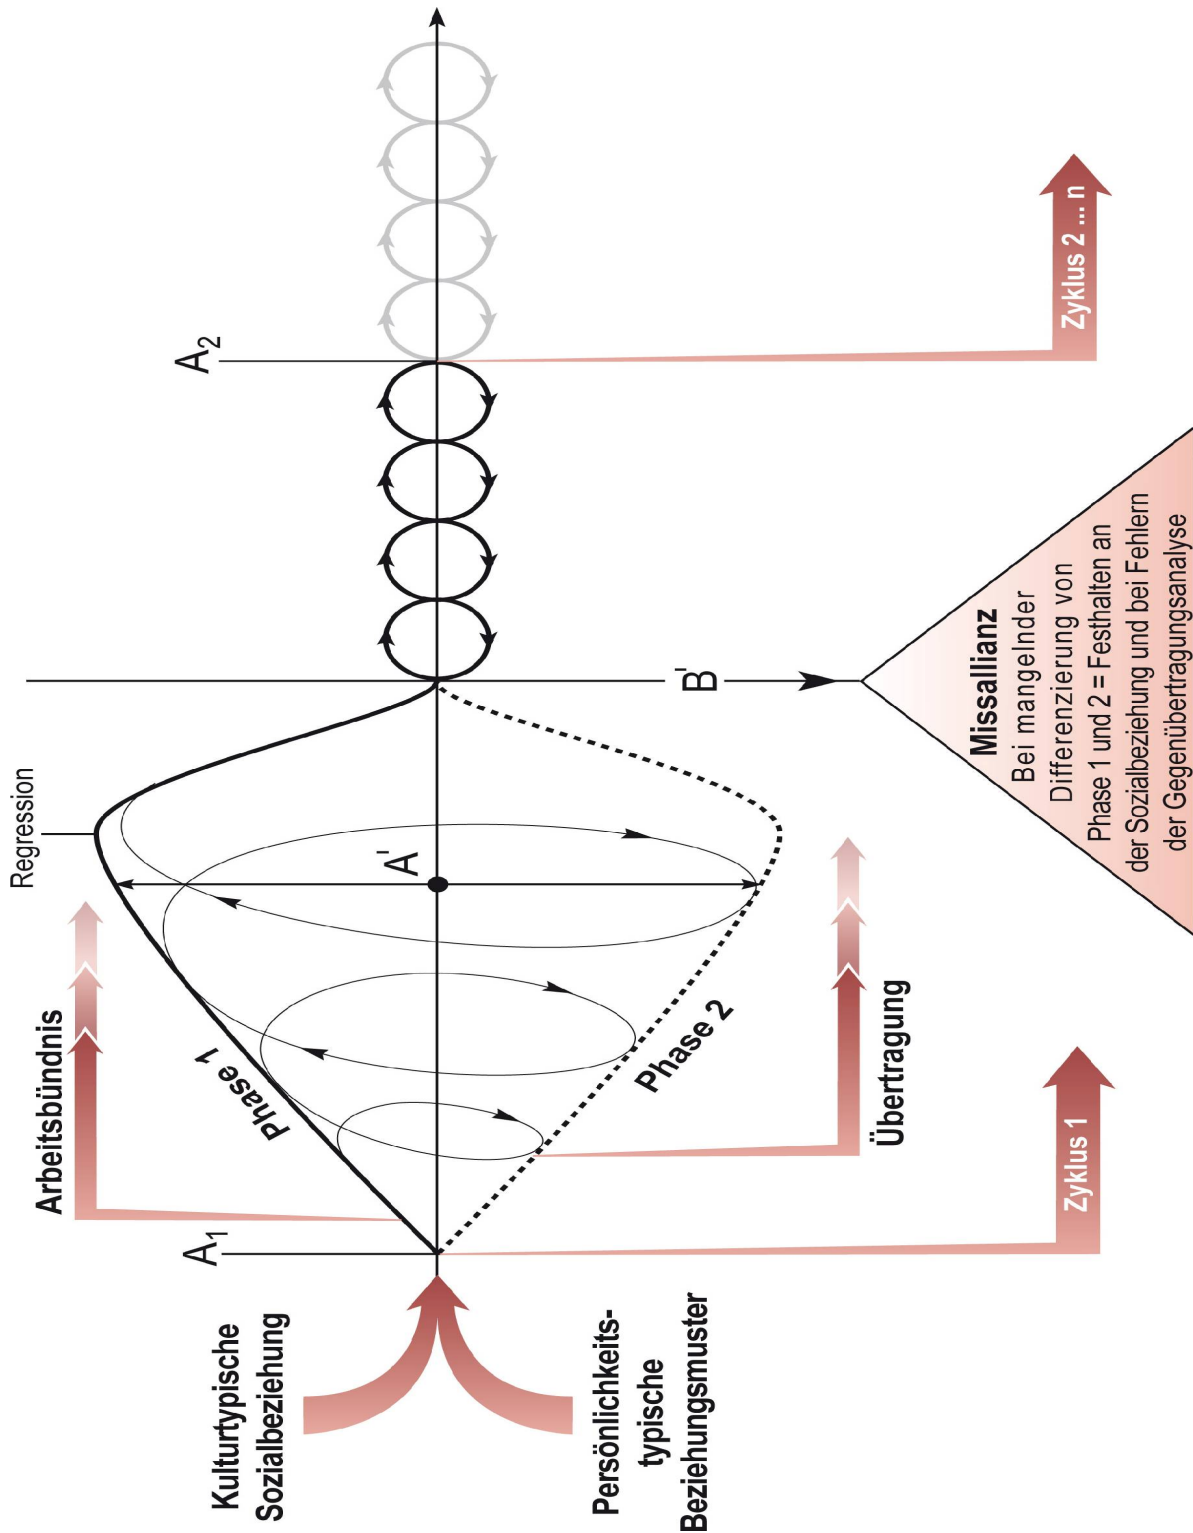 Kulturtypische
Sozialbeziehung
Persönlichkeits-
typische
Beziehungsmuster
A1
Arbeitsbündnis
Phase 1
Regression
A'
Phase 2
Übertragung
Zyklus 1
B'
Missallianz
Bei mangelnder
Differenzierung von
Phase 1 und 2 = Festhalten an
der Sozialbeziehung und bei Fehlern
der Gegenübertragungsanalyse
A2
Zyklus 2 ... n